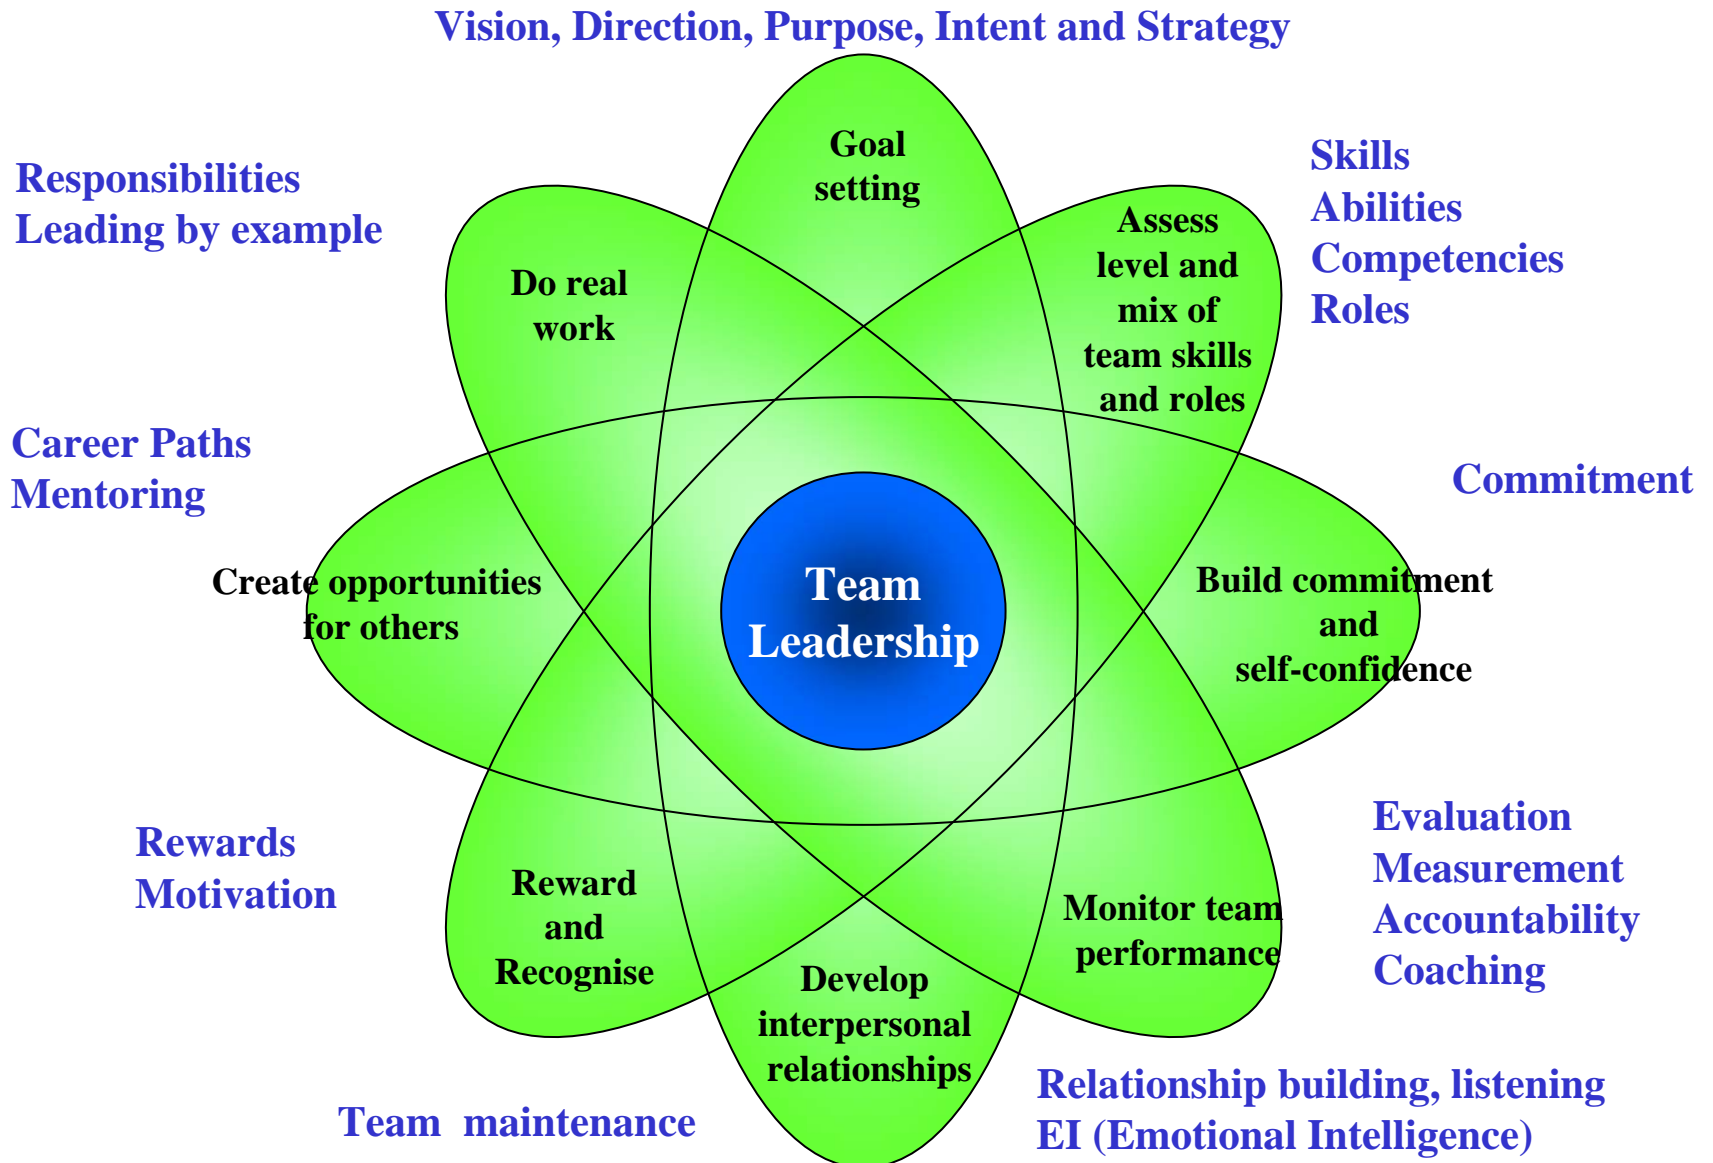 Vision, Direction, Purpose, Intent and Strategy
Goal
setting
Skills
Abilities
Competencies
Roles
Responsibilities
Leading by example
Assess
level and
mix of
team skills
and roles
Do real
work
Career Paths
Mentoring
Commitment
Create opportunities
for others
Team
Leadership
Build commitment
and
self-confidence
Rewards
Motivation
Evaluation
Measurement
Accountability
Coaching
Reward
and
Recognise
Monitor team
performance
Develop
interpersonal
relationships
Team maintenance
Relationship building, listening
EI (Emotional Intelligence)